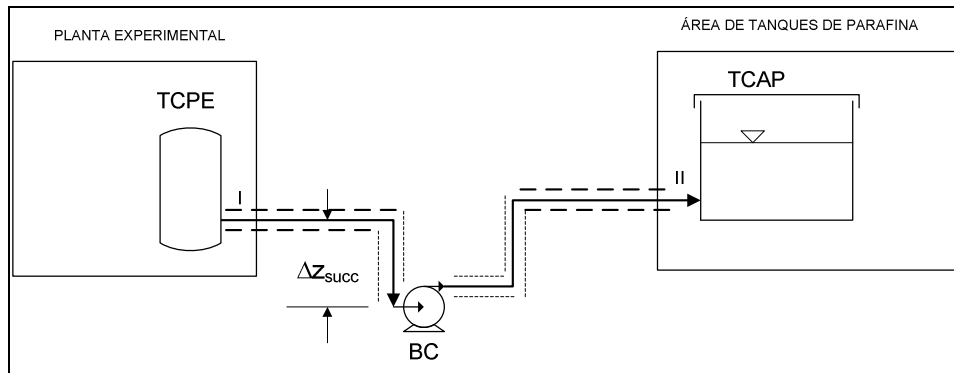 PLANTA EXPERIMENTAL
ÁREA DE TANQUES DE PARAFINA
TCPE
TCAP
I
II
Δzsucc
BC